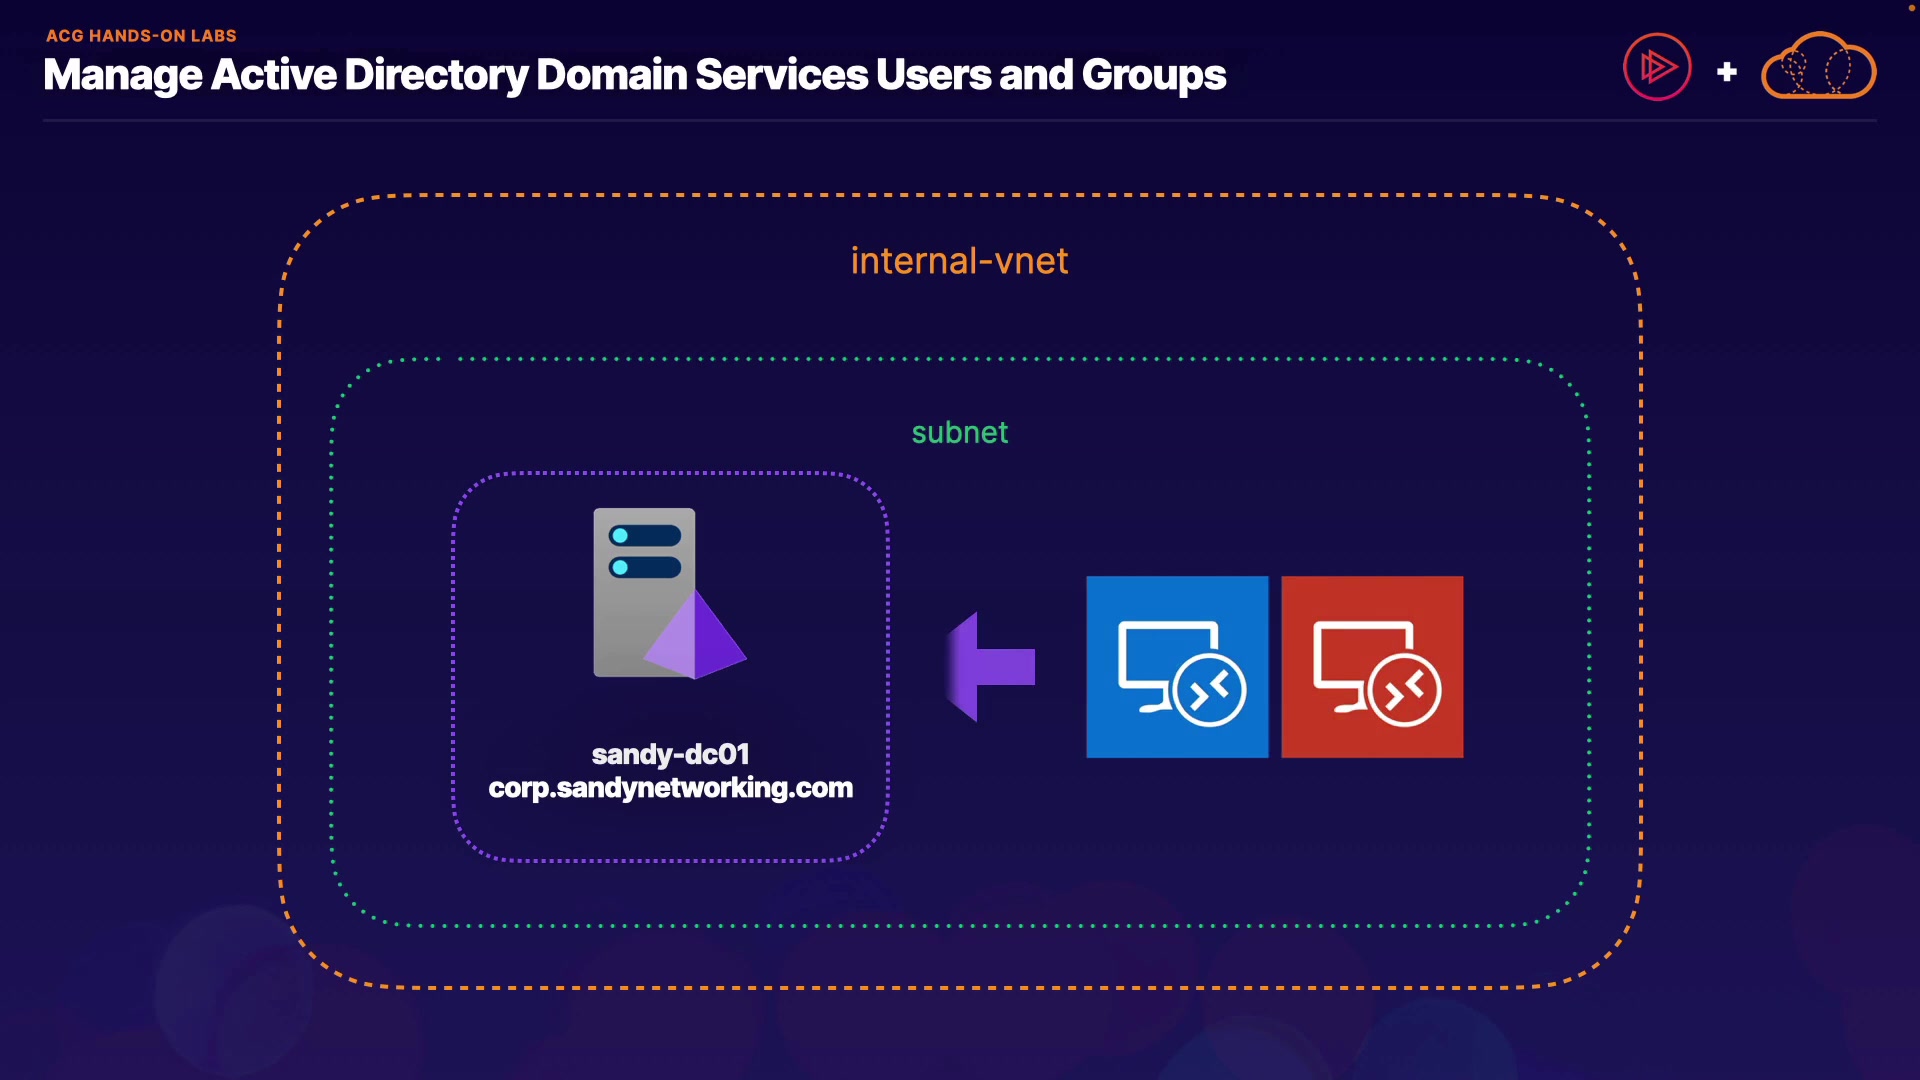 ACG HANDS-ON LABS
Manage Active Directory Domain Services Users and Groups
+
internal-vnet
subnet
sandy-dc01
corp.sandynetworking.com